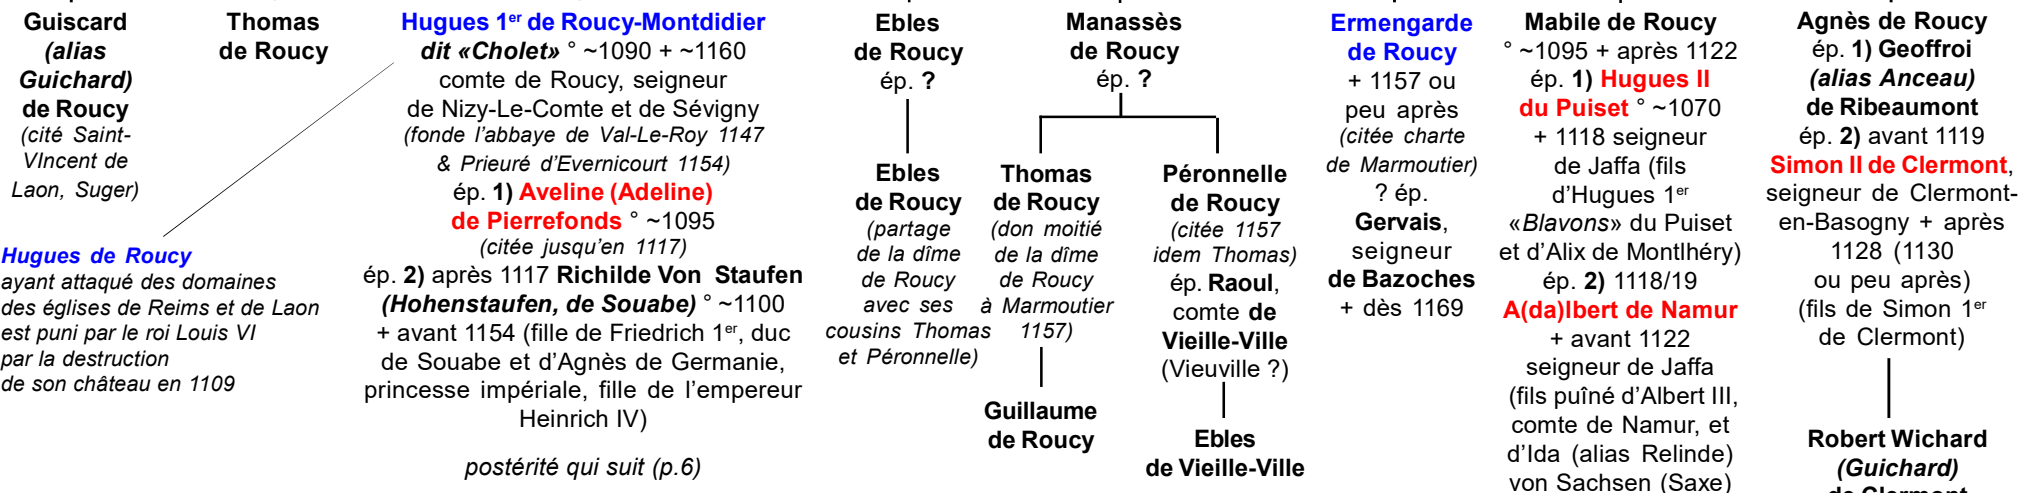 Guiscard
(alias
Guichard)
de Roucy
(cité Saint-
VIncent de
Laon, Suger)
Thomas
de Roucy
Hugues 1er de Roucy-Montdidier
dit «Cholet» ° ~1090 + ~1160
comte de Roucy, seigneur
de Nizy-Le-Comte et de Sévigny
(fonde l'abbaye de Val-Le-Roy 1147
& Prieuré d'Evernicourt 1154)
ép. 1) Aveline (Adeline)
de Pierrefonds ° ~1095
(citée jusqu'en 1117)
ép. 2) après 1117 Richilde Von Staufen
(Hohenstaufen, de Souabe) ° ~1100
+ avant 1154 (fille de Friedrich 1er, duc
de Souabe et d'Agnès de Germanie,
princesse impériale, fille de l'empereur
Heinrich IV)
postérité qui suit (p.6)
Hugues de Roucy
ayant attaqué des domaines
des églises de Reims et de Laon
est puni par le roi Louis VI
par la destruction
de son château en 1109
Ebles
de Roucy
ép. ?
Ebles
de Roucy
(partage
de la dîme
de Roucy
avec ses
cousins Thomas
et Péronnelle)
Manassès
de Roucy
ép. ?
Thomas
de Roucy
(don moitié
de la dîme
de Roucy
à Marmoutier
1157)
Guillaume
de Roucy
Péronnelle
de Roucy
(citée 1157
idem Thomas)
ép. Raoul,
comte de
Vieille-Ville
(Vieuville ?)
Ebles
de Vieille-Ville
Ermengarde
de Roucy
+ 1157 ou
peu après
(citée charte
de Marmoutier)
? ép.
Gervais,
seigneur
de Bazoches
+ dès 1169
Mabile de Roucy
° ~1095 + après 1122
ép. 1) Hugues II
du Puiset ° ~1070
+ 1118 seigneur
de Jaffa (fils
d'Hugues 1er
«Blavons» du Puiset
et d'Alix de Montlhéry)
ép. 2) 1118/19
A(da)lbert de Namur
+ avant 1122
seigneur de Jaffa
(fils puîné d'Albert III,
comte de Namur, et
d'Ida (alias Relinde)
von Sachsen (Saxe)
Agnès de Roucy
ép. 1) Geoffroi
(alias Anceau)
de Ribeaumont
ép. 2) avant 1119
Simon II de Clermont,
seigneur de Clermont-
en-Basogny + après
1128 (1130
ou peu après)
(fils de Simon 1er
de Clermont)
Robert Wichard
(Guichard)
de Clermont